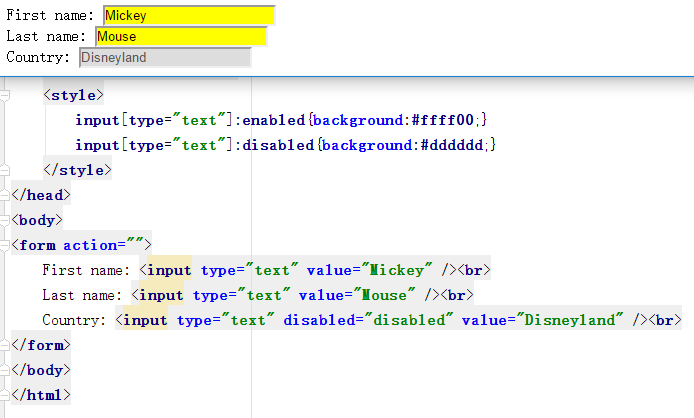 First name: Mickey
Last name: Mouse
Country: Disneyland
<style>
input[type="text"]:enabled{background:#ffff00;}
input[type="text"]:disabled{background:#dddddd;}
</style>
</head>
<body>
<form action="">
First name: <input type="text" value="Mickey" /><br>
Last name: <input type="text" value="Mouse" /><br>
Country: <input type="text" disabled="disabled" value="Disneyland" /><br>
</form>
</body>
</html>